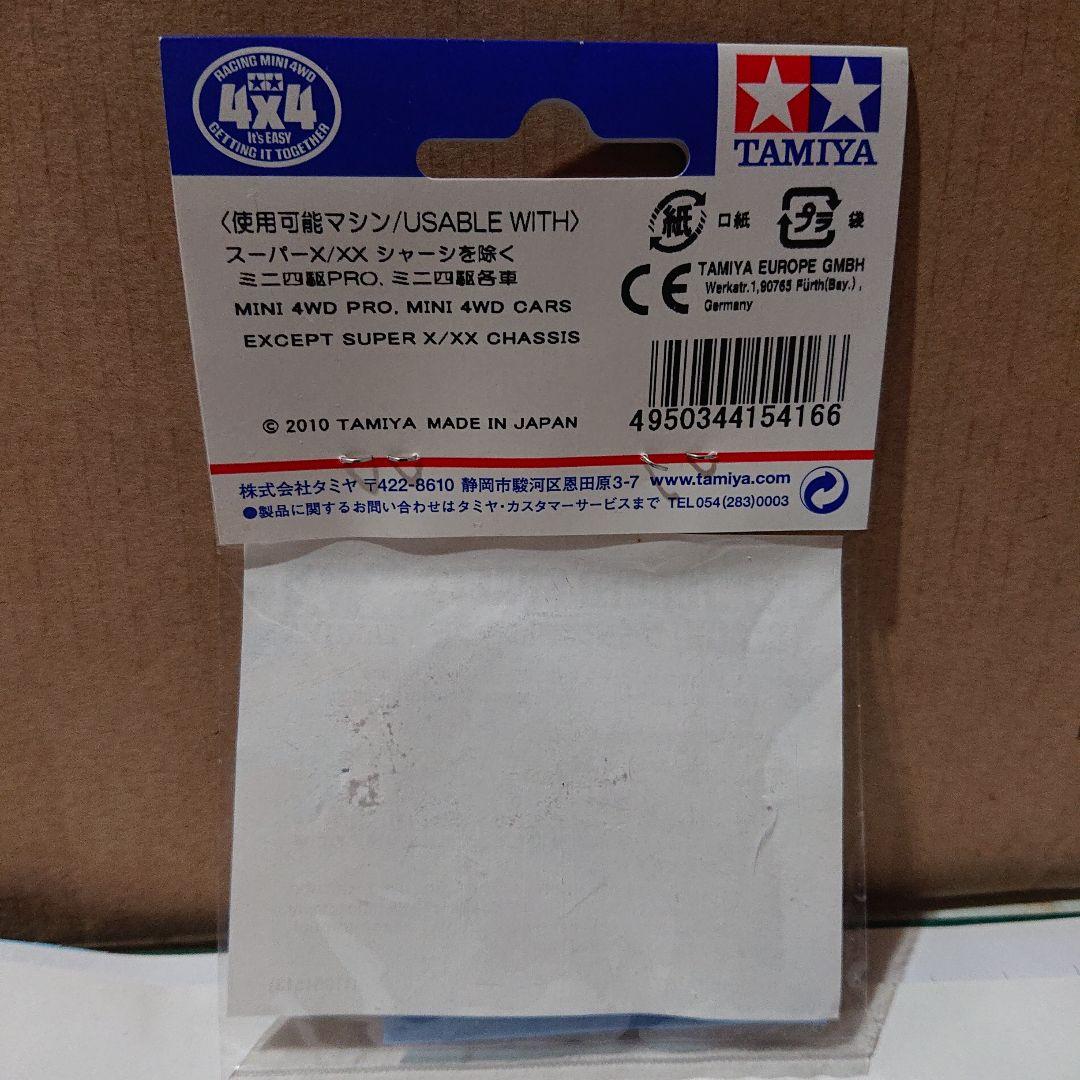 RACING MINI 4WD
4x4
It's EASY
GETTING IT TOGETHER
TAMIYA
〈使用可能マシン/USABLE WITH〉
スーパーX/XX シャーシを除く
ミニ四駆PRO、ミニ四駆各車
MINI 4WD PRO, MINI 4WD CARS
EXCEPT SUPER X/XX CHASSIS
紙 口紙
プラ 袋
CE TAMIYA EUROPE GMBH
Werkstr.1,90765 Fürth(Bay.),
Germany
4950344154166
© 2010 TAMIYA MADE IN JAPAN
株式会社タミヤ 〒422-8610 静岡市駿河区恩田原3-7 www.tamiya.com
●製品に関するお問い合わせはタミヤ・カスタマーサービスまで TEL054(283)0003